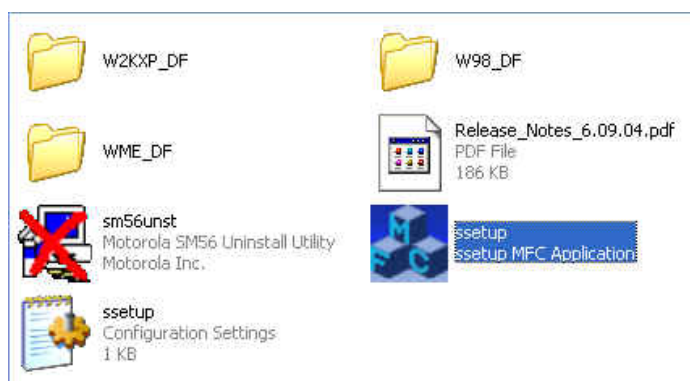 W2KXP_DF
W98_DF
WME_DF
Release_Notes_6.09.04.pdf
PDF File
186 KB
sm56unst
Motorola SM56 Uninstall Utility
Motorola Inc.
M
F C
ssetup
ssetup MFC Application
ssetup
Configuration Settings
1 KB